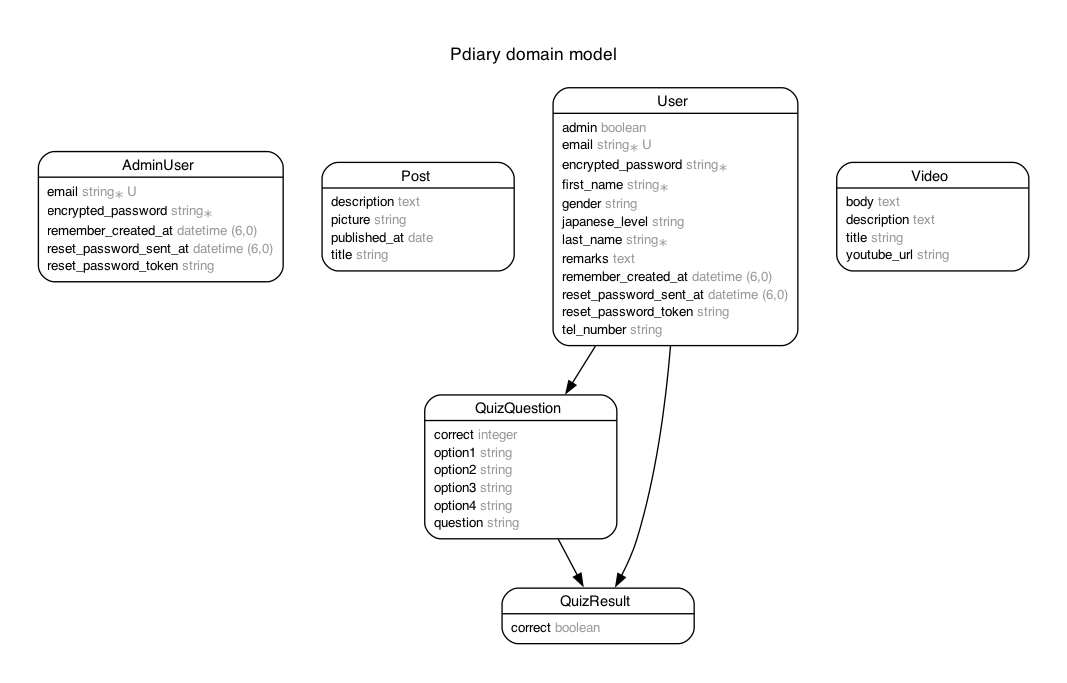 Pdiary domain model
AdminUser
email string∗ U
encrypted_password string∗
remember_created_at datetime (6,0)
reset_password_sent_at datetime (6,0)
reset_password_token string
Post
description text
picture string
published_at date
title string
User
admin boolean
email string∗ U
encrypted_password string∗
first_name string∗
gender string
japanese_level string
last_name string∗
remarks text
remember_created_at datetime (6,0)
reset_password_sent_at datetime (6,0)
reset_password_token string
tel_number string
Video
body text
description text
title string
youtube_url string
QuizQuestion
correct integer
option1 string
option2 string
option3 string
option4 string
question string
QuizResult
correct boolean